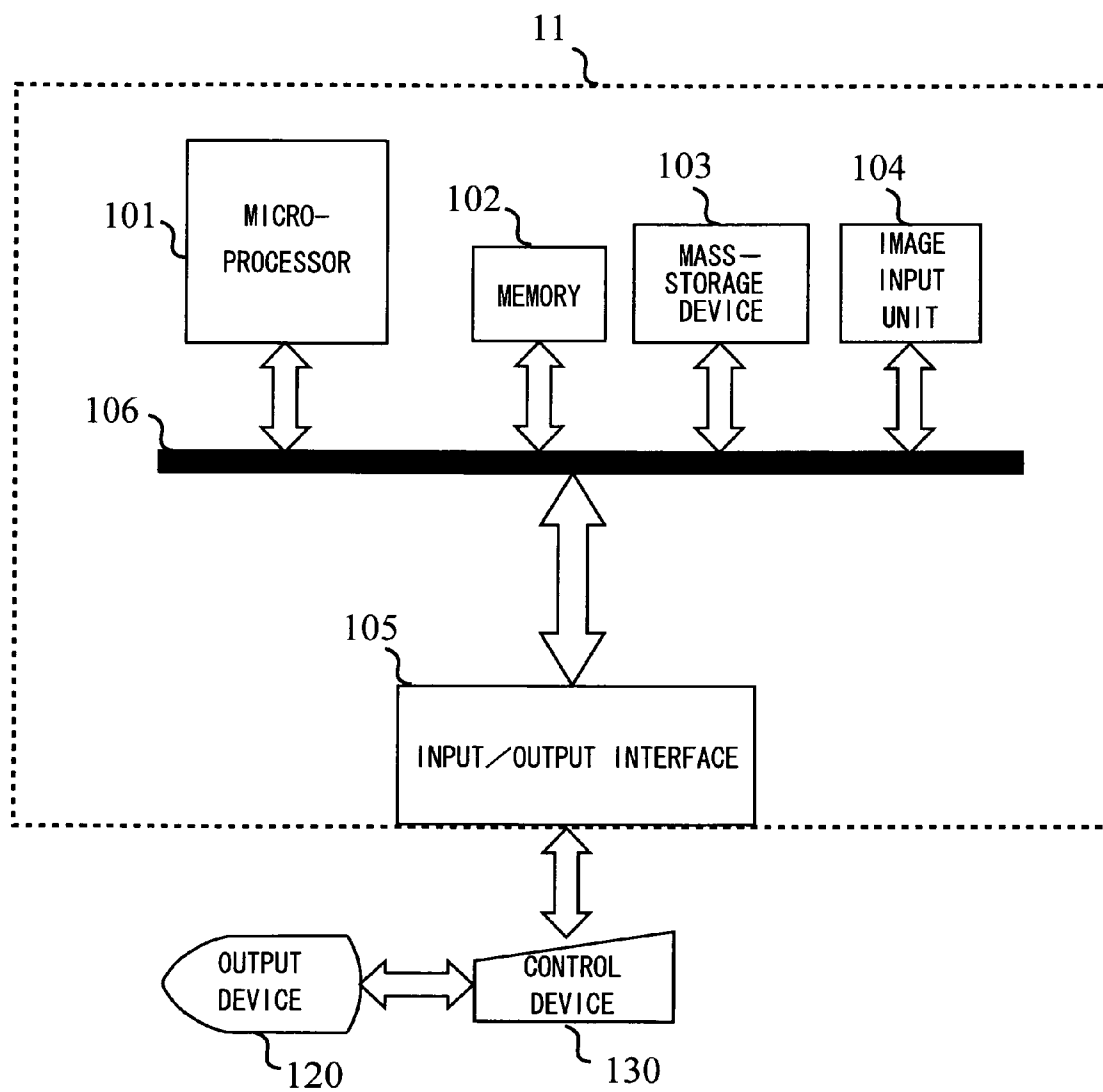 11
101
MICRO-
PROCESSOR
102
MEMORY
103
MASS-
STORAGE
DEVICE
104
IMAGE
INPUT
UNIT
106
105
INPUT/OUTPUT INTERFACE
OUTPUT
DEVICE
120
CONTROL
DEVICE
130